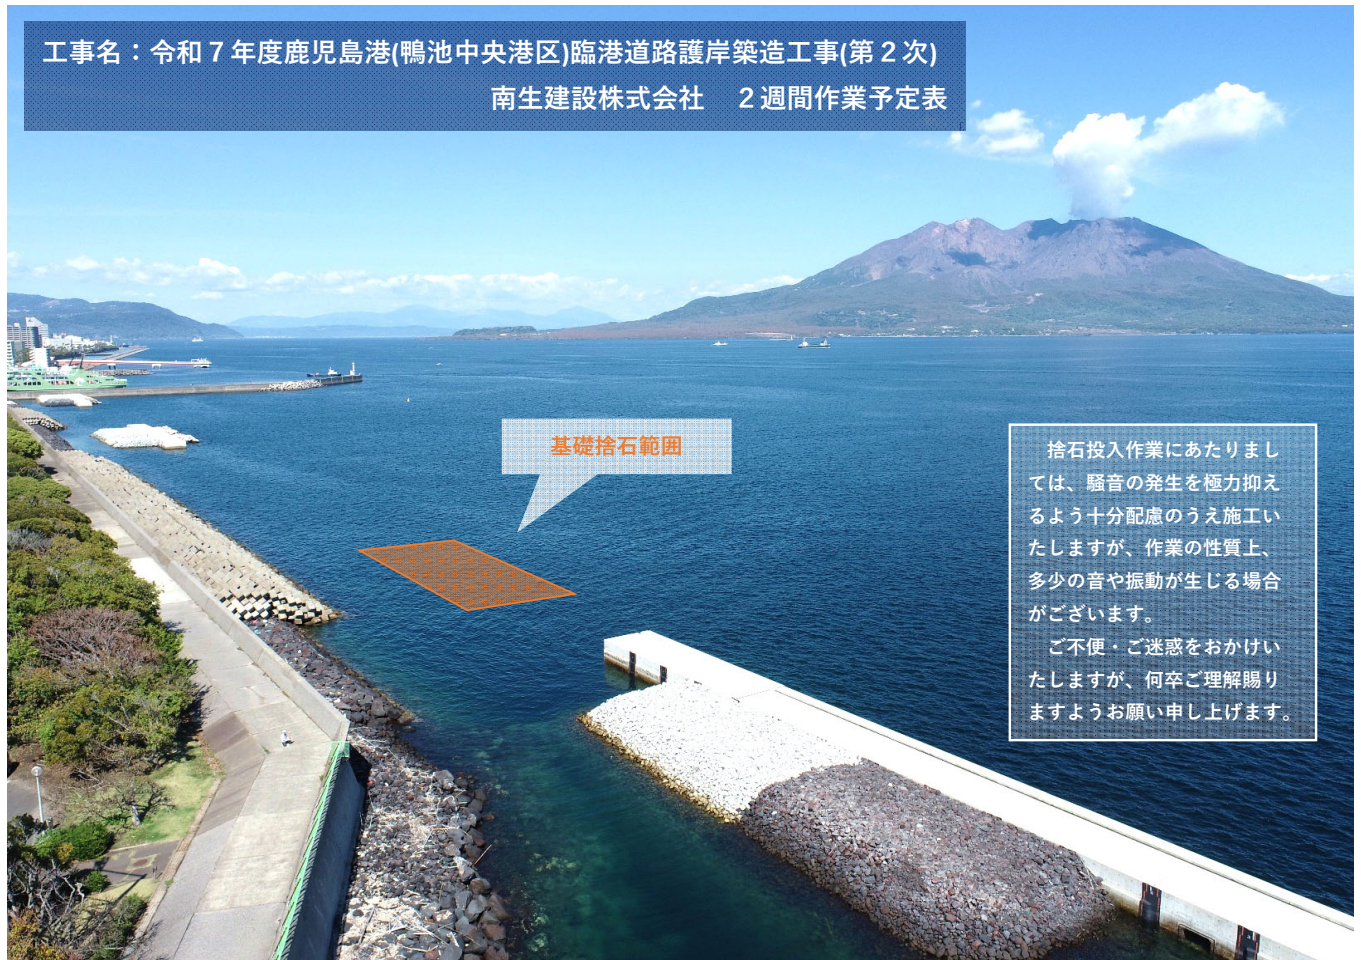 工事名：令和７年度鹿児島港(鴨池中央港区)臨港道路護岸築造工事(第２次)
南生建設株式会社　２週間作業予定表
基礎捨石範囲
捨石投入作業にあたりまし
ては、騒音の発生を極力抑え
るよう十分配慮のうえ施工い
たしますが、作業の性質上、
多少の音や振動が生じる場合
がございます。
ご不便・ご迷惑をおかけい
たしますが、何卒ご理解賜り
ますようお願い申し上げます。